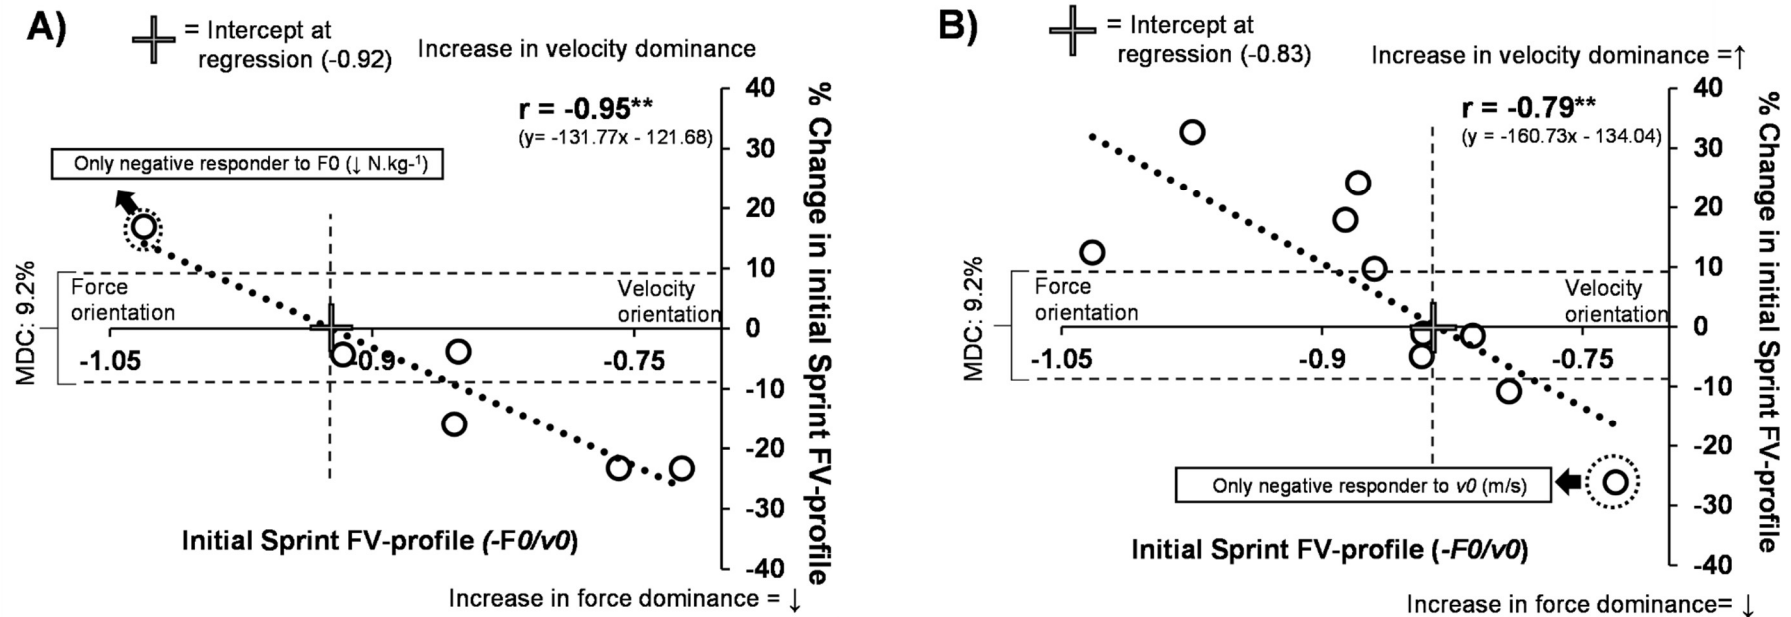 A)
= Intercept at
regression (-0.92)
Increase in velocity dominance
r = -0.95**
(y= -131.77x - 121.68)
Only negative responder to F0 (↓ N.kg-¹)
MDC: 9.2%
Force
orientation
Velocity
orientation
-1.05
-0.9
-0.75
40
30
20
10
0
-10
-20
-30
-40
% Change in initial Sprint FV-profile
Initial Sprint FV-profile (-F0/v0)
Increase in force dominance = ↓
B)
= Intercept at
regression (-0.83)
Increase in velocity dominance =↑
r = -0.79**
(y = -160.73x - 134.04)
MDC: 9.2%
Force
orientation
Velocity
orientation
-1.05
-0.9
-0.75
40
30
20
10
0
-10
-20
-30
-40
% Change in initial Sprint FV-profile
Only negative responder to v0 (m/s)
Initial Sprint FV-profile (-F0/v0)
Increase in force dominance= ↓